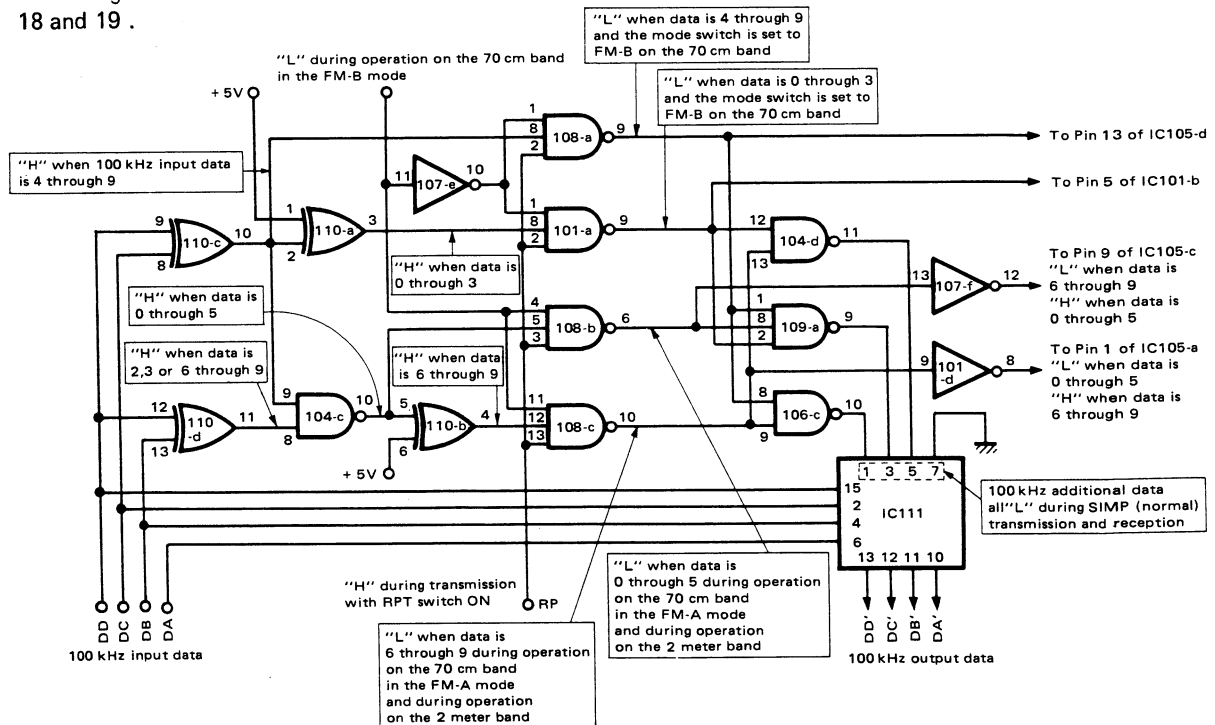 18 and 19 .
"L" when data is 4 through 9
and the mode switch is set to
FM-B on the 70 cm band
"L" during operation on the 70 cm band
in the FM-B mode
"L" when data is 0 through 3
and the mode switch is set to
FM-B on the 70 cm band
+ 5V
1
8
2
108-a
9
To Pin 13 of IC105-d
"H" when 100 kHz input data
is 4 through 9
11
107-e
10
To Pin 5 of IC101-b
9
8
110-c
10
1
2
110-a
3
1
8
2
101-a
9
12
13
104-d
11
"H" when data is
0 through 3
13
107-f
12
To Pin 9 of IC105-c
"L" when data is
6 through 9
"H" when data is
0 through 5
"H" when data is
0 through 5
4
5
3
108-b
6
1
8
2
109-a
9
"H" when data is
2,3 or 6 through 9
"H" when data
is 6 through 9
9
101
-d
8
To Pin 1 of IC105-a
"L" when data is
0 through 5
"H" when data is
6 through 9
12
13
110
-d
11
9
8
104-c
10
5
6
110-b
4
11
12
13
108-c
10
8
9
106-c
10
+ 5V
1 3 5 7
15
2
4
6
IC111
13 12 11 10
100 kHz additional data
all "L" during SIMP (normal)
transmission and reception
"H" during transmission
with RPT switch ON
RP
"L" when data is
0 through 5 during operation
on the 70 cm band
in the FM-A mode
and during operation
on the 2 meter band
DD DC DB DA
100 kHz input data
"L" when data is
6 through 9 during operation
on the 70 cm band
in the FM-A mode
and during operation
on the 2 meter band
DD' DC' DB' DA'
100 kHz output data